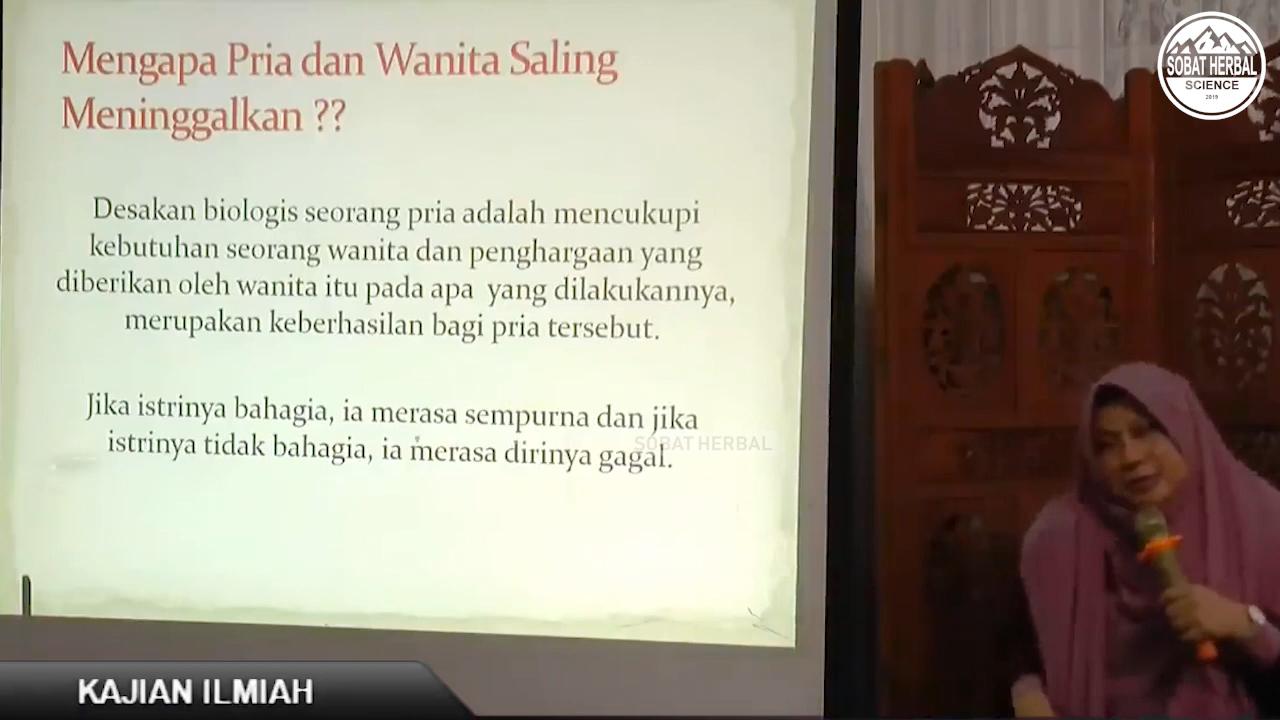 Mengapa Pria dan Wanita Saling
Meninggalkan ??
Desakan biologis seorang pria adalah mencukupi
kebutuhan seorang wanita dan penghargaan yang
diberikan oleh wanita itu pada apa yang dilakukannya,
merupakan keberhasilan bagi pria tersebut.
Jika istrinya bahagia, ia merasa sempurna dan jika
istrinya tidak bahagia, ia merasa dirinya gagal.
SOBAT HERBAL
SOBAT HERBAL
SCIENCE
2019
KAJIAN ILMIAH